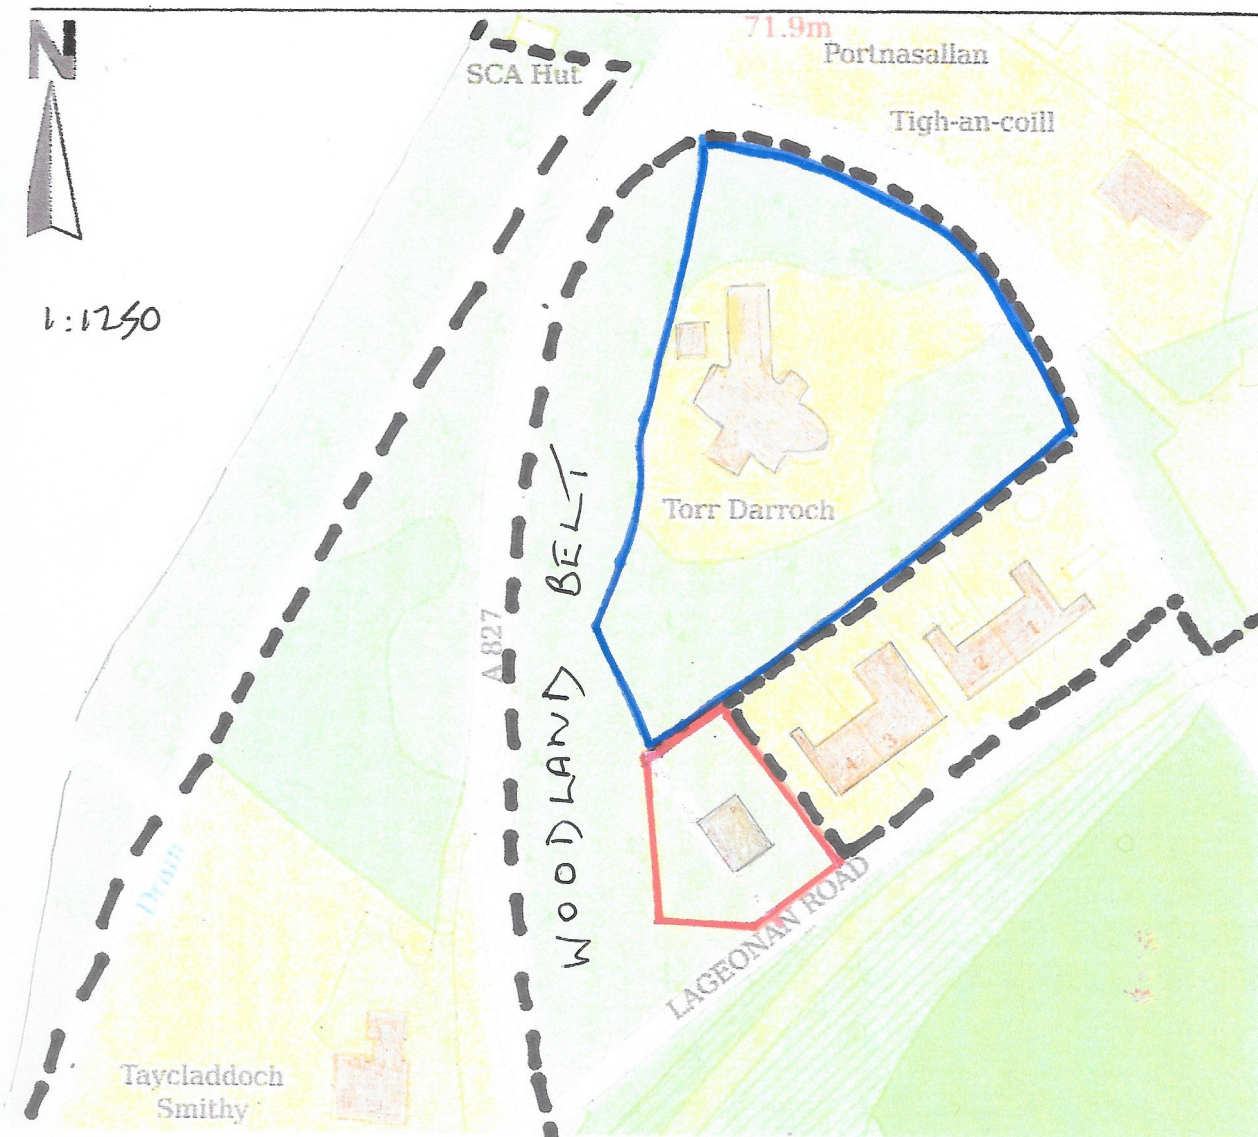 N
71.9m
Portnasallan
SCA Hut
Tigh-an-coill
1:1250
Torr Darroch
A 827
WOODLAND BELT
1
2
3
4
Drain
LAGEONAN ROAD
Taycladdoch
Smithy